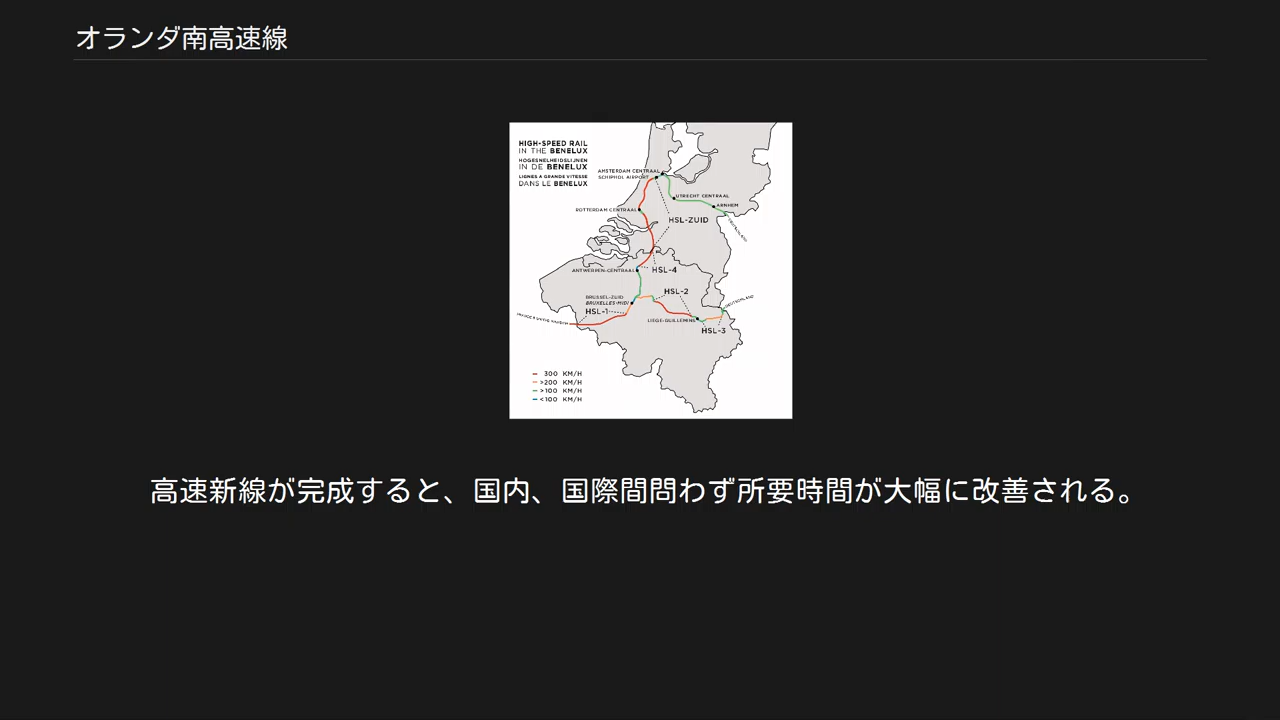 オランダ南高速線
HIGH-SPEED RAIL
IN THE BENELUX
HOGESNELHEIDSLIJNEN
IN DE BENELUX
LIGNES À GRANDE VITESSE
DANS LE BENELUX
AMSTERDAM CENTRAAL
SCHIPHOL AIRPORT
UTRECHT CENTRAAL
ARNHEM
ROTTERDAM CENTRAAL
HSL-ZUID
ANTWERPEN-CENTRAAL
HSL-4
HSL-2
BRUSSEL-ZUID
BRUXELLES-MIDI
HSL-1
LIÈGE-GUILLEMINS
HSL-3
DEUTSCHLAND
300 KM/H
>200 KM/H
>100 KM/H
<100 KM/H
高速新線が完成すると、国内、国際間問わず所要時間が大幅に改善される。